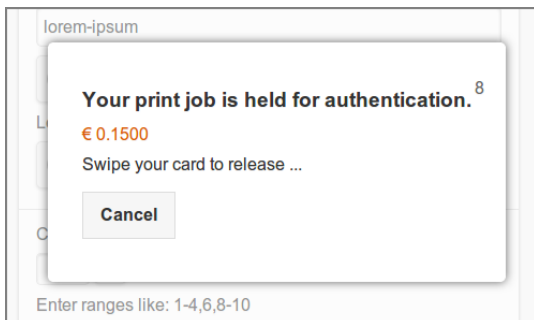 lorem-ipsum
Your print job is held for authentication. 8
€ 0.1500
Swipe your card to release ...
Cancel
Enter ranges like: 1-4,6,8-10